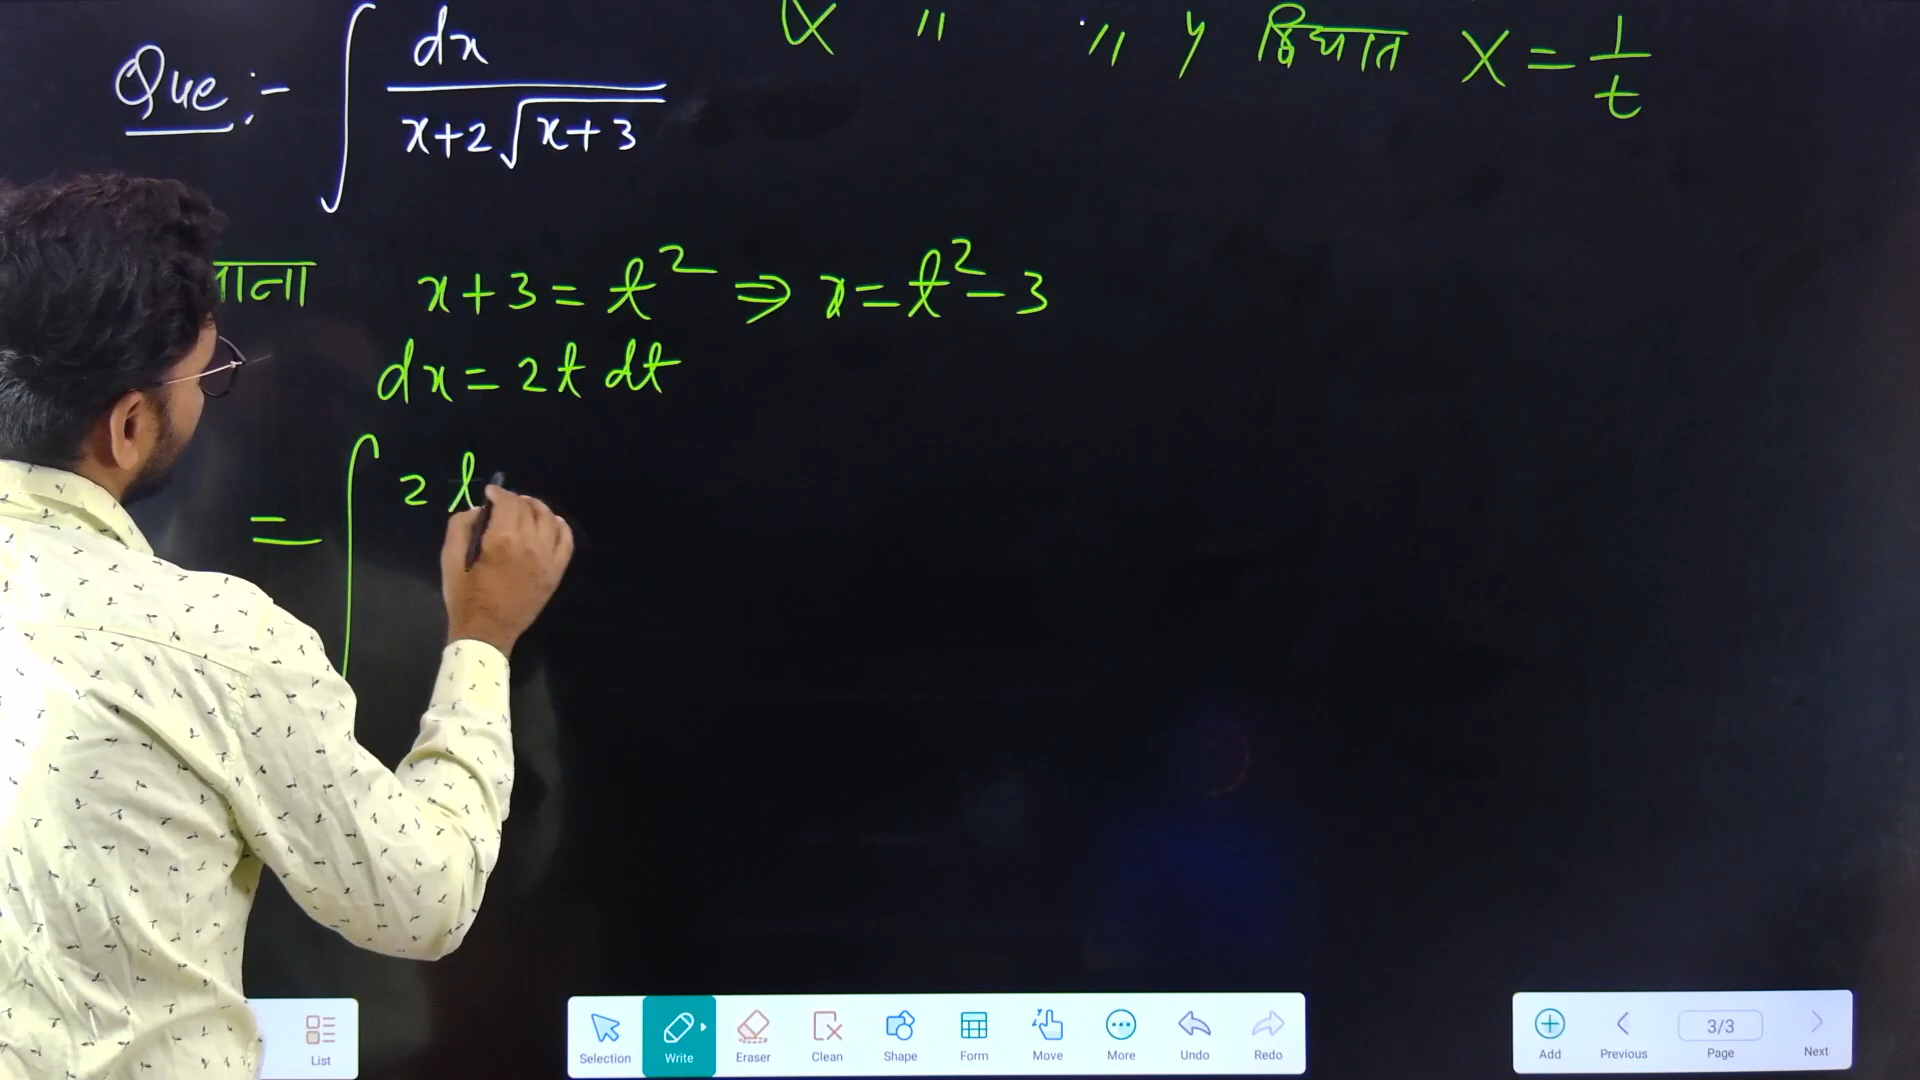 Que :- ∫ dx / x+2√x+3
X " " y द्विघात X = 1/t
माना x+3 = t² ⇒ x = t² - 3
dx = 2t dt
= ∫ 2t
List
Selection Write Eraser Clean Shape Form Move More Undo Redo
Add Previous 3/3 Page Next